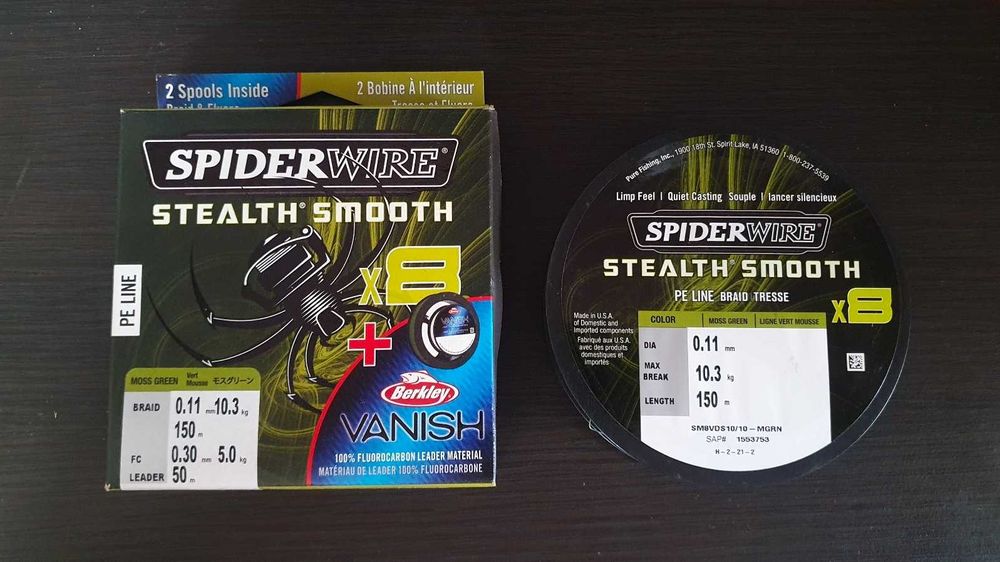 2 Spools Inside
2 Bobine À l'intérieur
Braid & Fluoro
Tresse et Fluoro
SPIDERWIRE®
STEALTH® SMOOTH
x8
PE LINE
+
Berkley
VANISH
100% FLUOROCARBON LEADER MATERIAL
MATÉRIAU DE LEADER 100% FLUOROCARBONE
MOSS GREEN Vert Mousse モスグリーン
BRAID 0.11 mm 10.3 kg
150 m
FC 0.30 mm 5.0 kg
LEADER 50 m
Pure Fishing, Inc., 1900 18th St. Spirit Lake, IA 51360 1-800-237-5539
Limp Feel | Quiet Casting Souple | lancer silencieux
SPIDERWIRE®
STEALTH® SMOOTH
PE LINE BRAID TRESSE
x8
Made in U.S.A.
of Domestic and
Imported components
Fabriqué aux U.S.A.
avec des produits
domestiques et
importés
COLOR MOSS GREEN LIGNE VERT MOUSSE
DIA 0.11 mm
MAX BREAK 10.3 kg
LENGTH 150 m
SM8VDS10/10-MGRN
SAP# 1553753
H-2-21-2